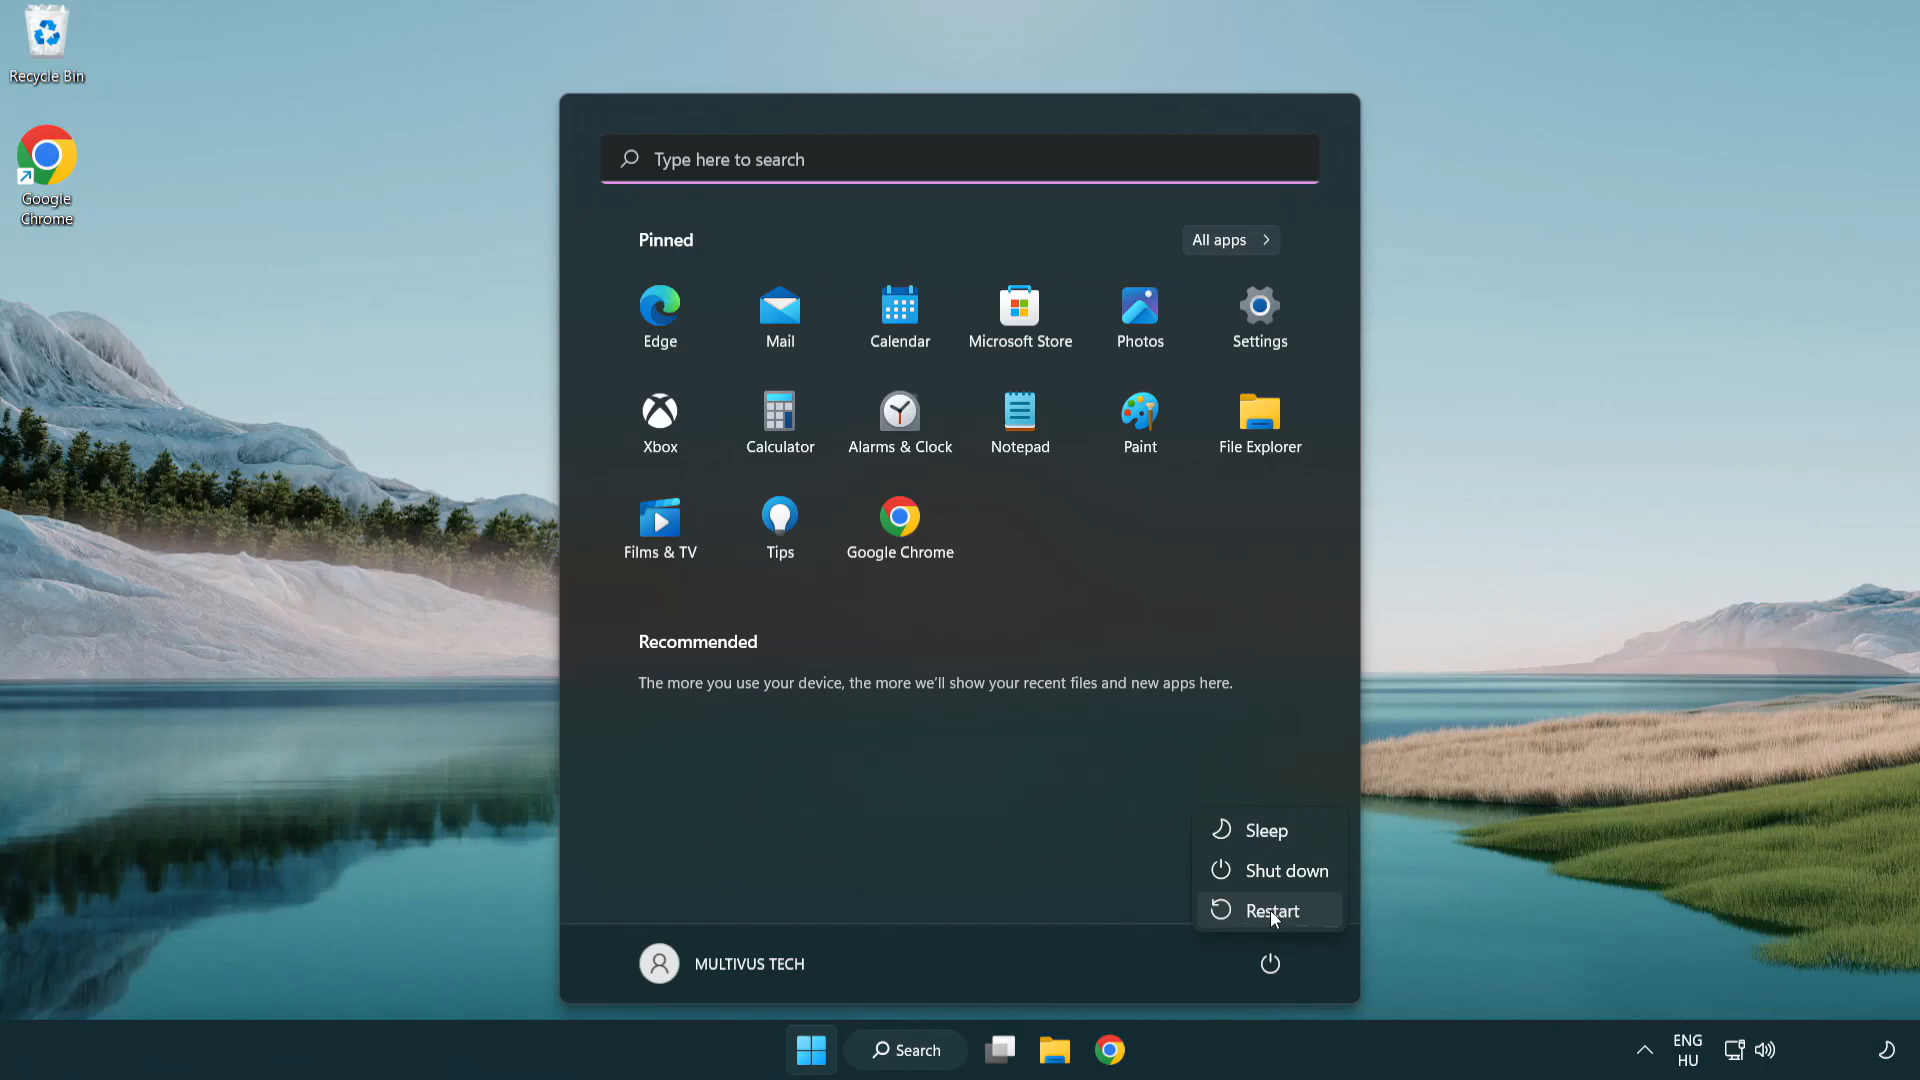 Recycle Bin
Google
Chrome
Type here to search
Pinned
All apps
Edge
Mail
Calendar
Microsoft Store
Photos
Settings
Xbox
Calculator
Alarms & Clock
Notepad
Paint
File Explorer
Films & TV
Tips
Google Chrome
Recommended
The more you use your device, the more we'll show your recent files and new apps here.
Sleep
Shut down
Restart
MULTIVUS TECH
Search
ENG
HU